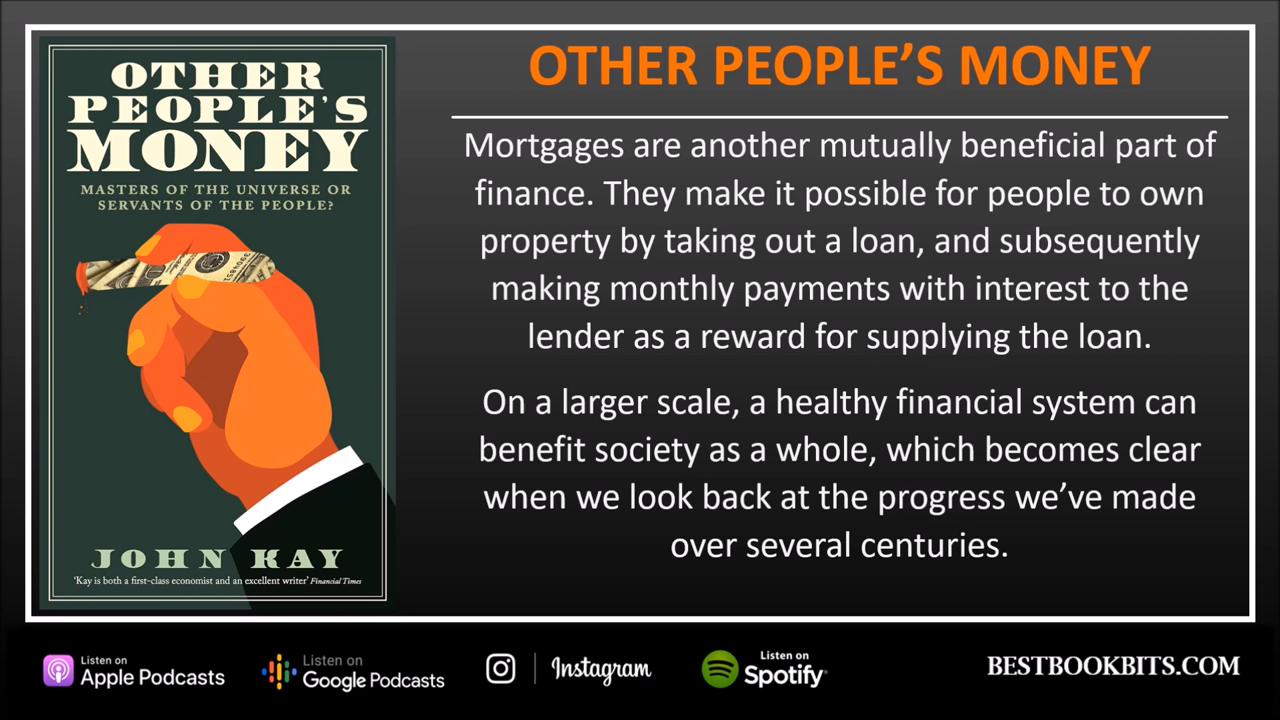 OTHER
PEOPLE'S
MONEY
MASTERS OF THE UNIVERSE OR
SERVANTS OF THE PEOPLE?
JOHN KAY
'Kay is both a first-class economist and an excellent writer' Financial Times
OTHER PEOPLE’S MONEY
Mortgages are another mutually beneficial part of
finance. They make it possible for people to own
property by taking out a loan, and subsequently
making monthly payments with interest to the
lender as a reward for supplying the loan.
On a larger scale, a healthy financial system can
benefit society as a whole, which becomes clear
when we look back at the progress we’ve made
over several centuries.
Listen on
Apple Podcasts
Listen on
Google Podcasts
Instagram
Listen on
Spotify
BESTBOOKBITS.COM